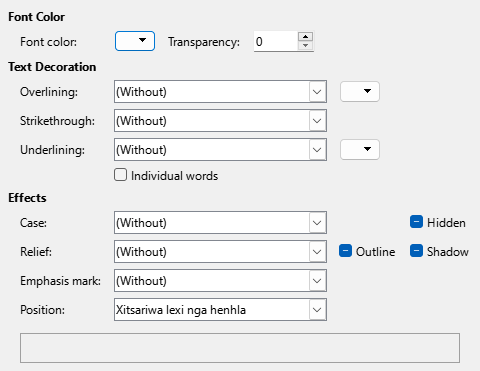 Font Color
Font color: Transparency: 0
Text Decoration
Overlining: (Without)
Strikethrough: (Without)
Underlining: (Without)
Individual words
Effects
Case: (Without) Hidden
Relief: (Without) Outline Shadow
Emphasis mark: (Without)
Position: Xitsariwa lexi nga henhla